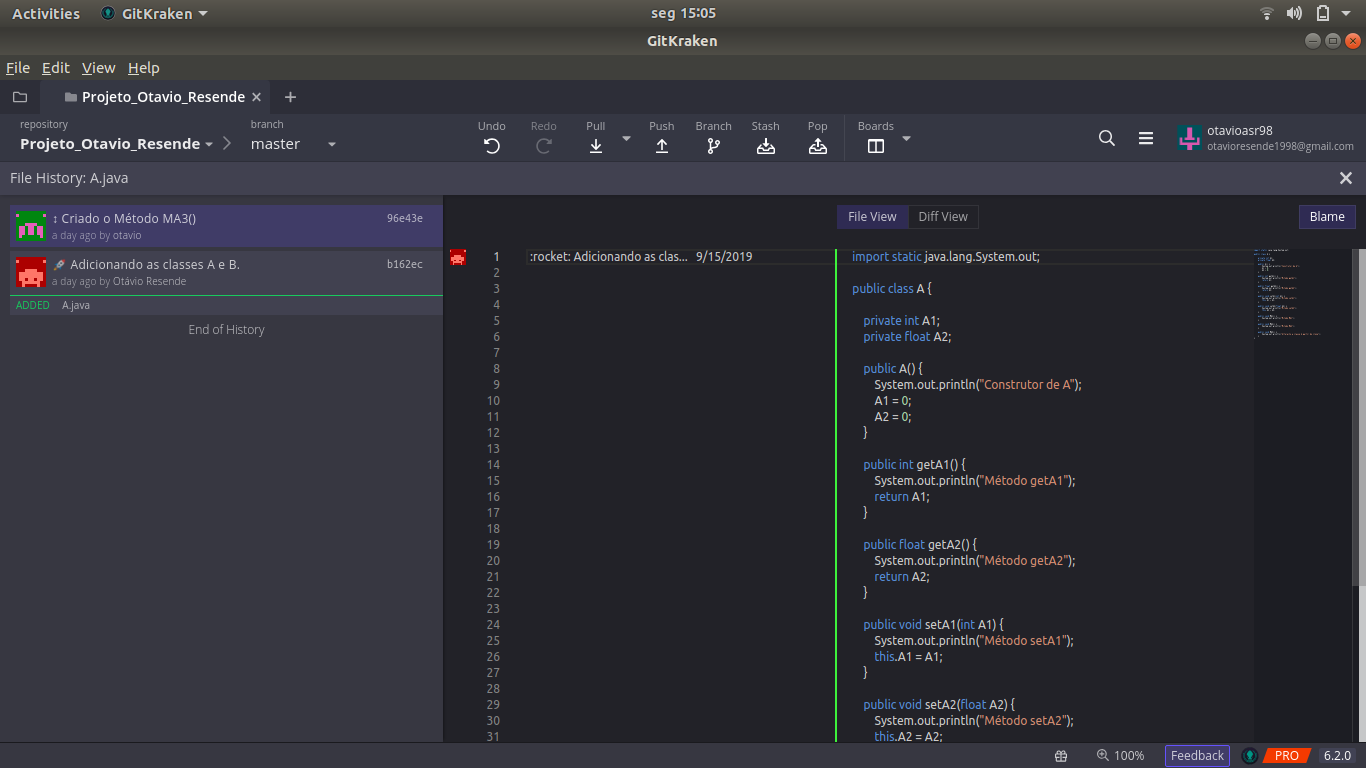 Activities GitKraken seg 15:05
GitKraken
File Edit View Help
Projeto_Otavio_Resende
repository
Projeto_Otavio_Resende
branch
master
Undo Redo Pull Push Branch Stash Pop Boards
otavioasr98
otavioresende1998@gmail.com
File History: A.java
↕ Criado o Método MA3() 96e43e
a day ago by otavio
🚀 Adicionando as classes A e B. b162ec
a day ago by Otávio Resende
ADDED A.java
End of History
File View Diff View Blame
1 :rocket: Adicionando as clas... 9/15/2019 import static java.lang.System.out;
2
3 public class A {
4
5 private int A1;
6 private float A2;
7
8 public A() {
9 System.out.println("Construtor de A");
10 A1 = 0;
11 A2 = 0;
12 }
13
14 public int getA1() {
15 System.out.println("Método getA1");
16 return A1;
17 }
18
19 public float getA2() {
20 System.out.println("Método getA2");
21 return A2;
22 }
23
24 public void setA1(int A1) {
25 System.out.println("Método setA1");
26 this.A1 = A1;
27 }
28
29 public void setA2(float A2) {
30 System.out.println("Método setA2");
31 this.A2 = A2;
100% Feedback PRO 6.2.0